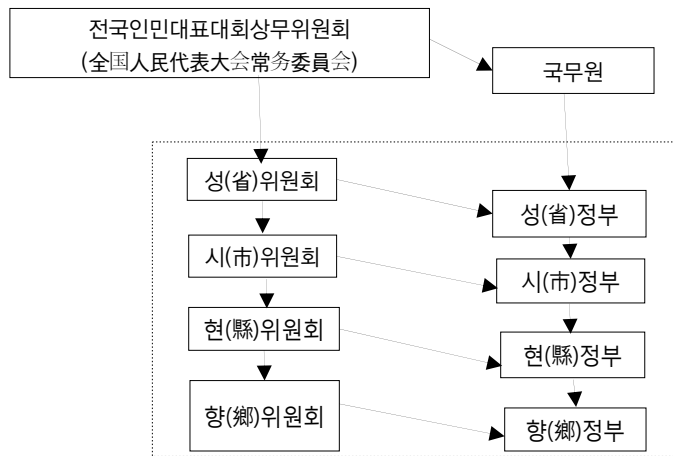 전국인민대표대회상무위원회
(全国人民代表大会常务委員会)
국무원
성(省)위원회
성(省)정부
시(市)위원회
시(市)정부
현(縣)위원회
현(縣)정부
향(鄉)위원회
향(鄉)정부